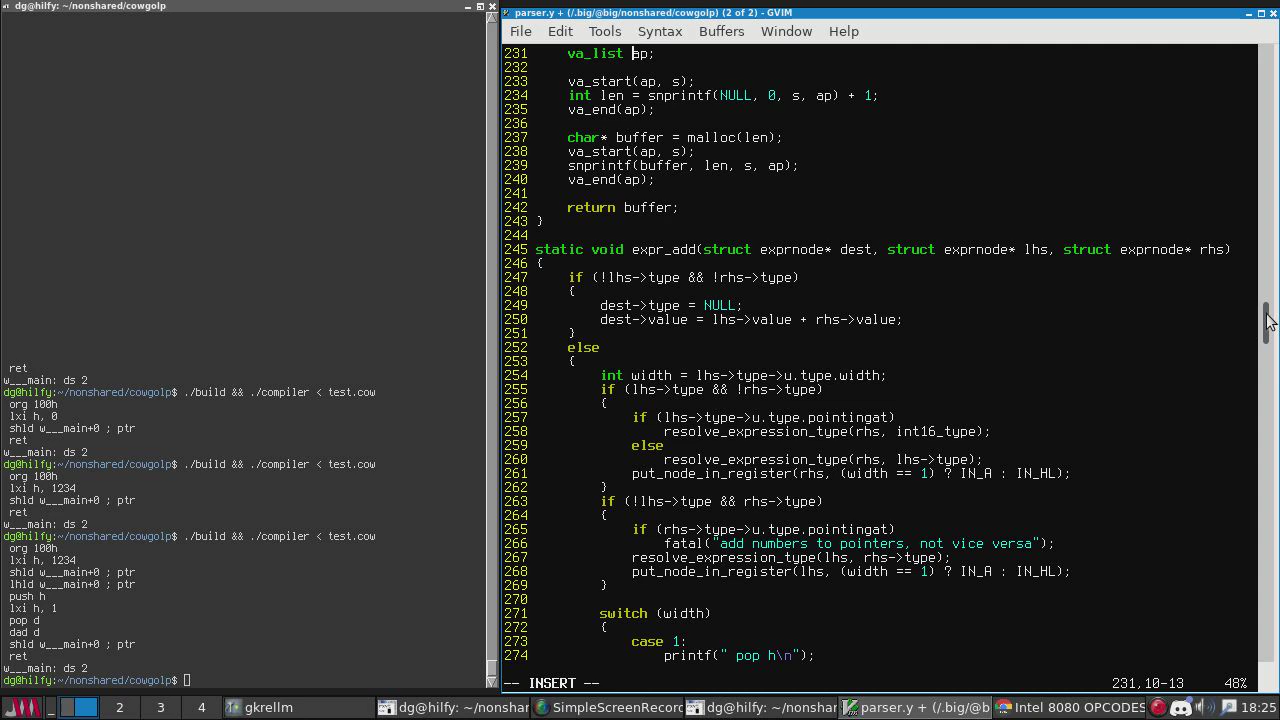 dg@hilfy: ~/nonshared/cowgolp
ret
w___main: ds 2
dg@hilfy:~/nonshared/cowgolp$ ./build && ./compiler < test.cow
org 100h
lxi h, 0
shld w___main+0 ; ptr
ret
w___main: ds 2
dg@hilfy:~/nonshared/cowgolp$ ./build && ./compiler < test.cow
org 100h
lxi h, 1234
shld w___main+0 ; ptr
ret
w___main: ds 2
dg@hilfy:~/nonshared/cowgolp$ ./build && ./compiler < test.cow
org 100h
lxi h, 1234
shld w___main+0 ; ptr
lhld w___main+0 ; ptr
push h
lxi h, 1
pop d
dad d
shld w___main+0 ; ptr
ret
w___main: ds 2
dg@hilfy:~/nonshared/cowgolp$
parser.y + (/.big/@big/nonshared/cowgolp) (2 of 2) - GVIM
File Edit Tools Syntax Buffers Window Help
231     va_list ap;
232
233     va_start(ap, s);
234     int len = snprintf(NULL, 0, s, ap) + 1;
235     va_end(ap);
236
237     char* buffer = malloc(len);
238     va_start(ap, s);
239     snprintf(buffer, len, s, ap);
240     va_end(ap);
241
242     return buffer;
243 }
244
245 static void expr_add(struct exprnode* dest, struct exprnode* lhs, struct exprnode* rhs)
246 {
247     if (!lhs->type && !rhs->type)
248     {
249         dest->type = NULL;
250         dest->value = lhs->value + rhs->value;
251     }
252     else
253     {
254         int width = lhs->type->u.type.width;
255         if (lhs->type && !rhs->type)
256         {
257             if (lhs->type->u.type.pointingat)
258                 resolve_expression_type(rhs, int16_type);
259             else
260                 resolve_expression_type(rhs, lhs->type);
261             put_node_in_register(rhs, (width == 1) ? IN_A : IN_HL);
262         }
263         if (!lhs->type && rhs->type)
264         {
265             if (rhs->type->u.type.pointingat)
266                 fatal("add numbers to pointers, not vice versa");
267             resolve_expression_type(lhs, rhs->type);
268             put_node_in_register(lhs, (width == 1) ? IN_A : IN_HL);
269         }
270
271         switch (width)
272         {
273             case 1:
274                 printf(" pop h\n");
-- INSERT -- 231,10-13 48%
2 3 4 gkrellm dg@hilfy: ~/nonshar SimpleScreenRecord dg@hilfy: ~/nonshar parser.y + (/.big/@b Intel 8080 OPCODES 18:25